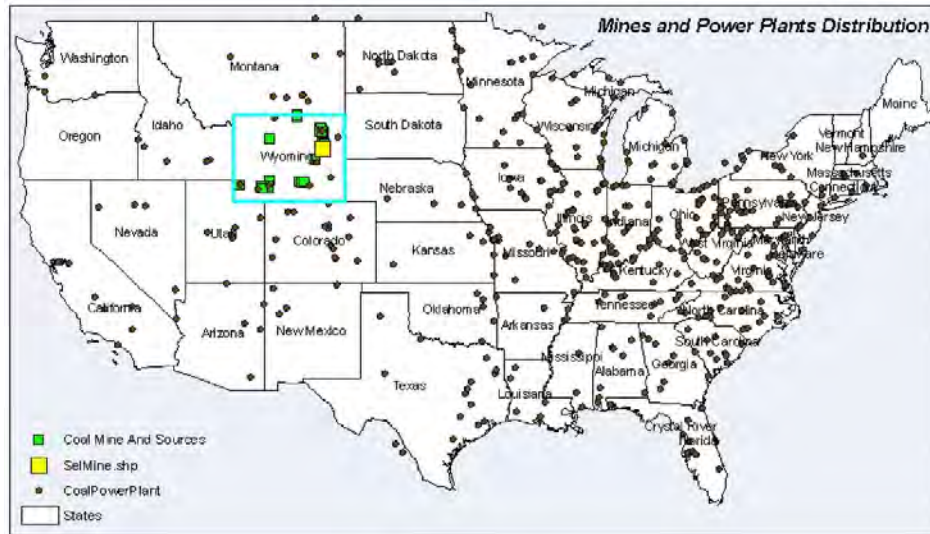 Mines and Power Plants Distribution
Washington
Montana
North Dakota
Minnesota
Michigan
Maine
Oregon
Idaho
South Dakota
Wisconsin
Michigan
Vermont
New Hampshire
New York
Wyoming
Massachusetts
Connecticut
Iowa
Nebraska
Pennsylvania
New Jersey
Illinois
Indiana
Ohio
Nevada
Utah
Colorado
Kansas
Missouri
West Virginia
Maryland
Delaware
Kentucky
Virginia
California
Oklahoma
Tennessee
North Carolina
Arizona
New Mexico
Arkansas
South Carolina
Mississippi
Alabama
Georgia
Texas
Louisiana
Crystal River
Florida
Coal Mine And Sources
SelMine.shp
CoalPowerPlant
States